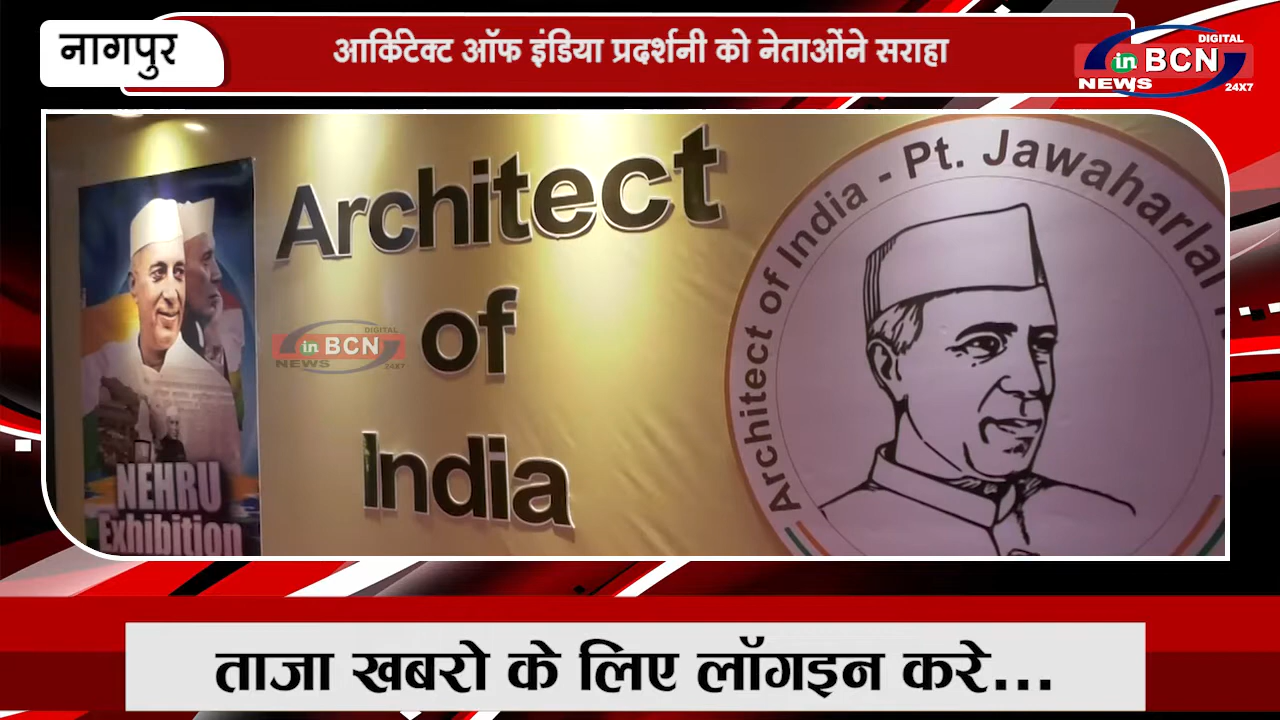 नागपुर
आर्किटेक्ट ऑफ इंडिया प्रदर्शनी को नेताओंने सराहा
DIGITAL
in BCN
NEWS 24X7
Architect
of
India
Architect of India - Pt. Jawaharlal
DIGITAL
in BCN
NEWS 24X7
NEHRU
Exhibition
ताजा खबरो के लिए लॉगइन करे...